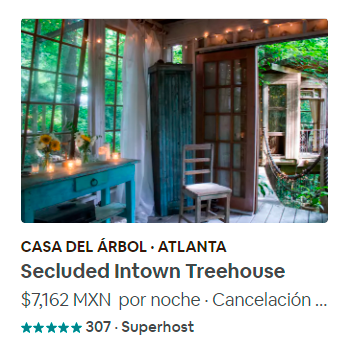 CASA DEL ÁRBOL · ATLANTA
Secluded Intown Treehouse
$7,162 MXN por noche · Cancelación ...
★★★★★ 307 · Superhost